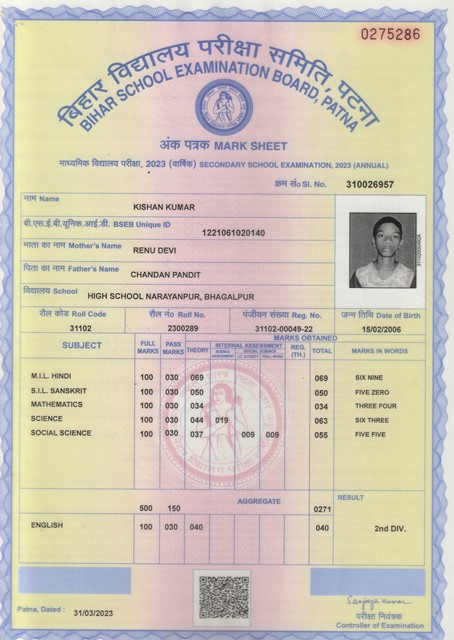 0275286
बिहार विद्यालय परीक्षा समिति, पटना
BIHAR SCHOOL EXAMINATION BOARD, PATNA
अंक पत्रक MARK SHEET
माध्यमिक विद्यालय परीक्षा, 2023 (वार्षिक) SECONDARY SCHOOL EXAMINATION, 2023 (ANNUAL)
क्रम सं० Sl. No. 310026957
नाम Name
KISHAN KUMAR
बी.एस.ई.बी.यूनिक.आई.डी. BSEB Unique ID
1221061020140
माता का नाम Mother's Name
RENU DEVI
पिता का नाम Father's Name
CHANDAN PANDIT
विद्यालय School
HIGH SCHOOL NARAYANPUR, BHAGALPUR
रौल कोड Roll Code रौल नं० Roll No. पंजीयन संख्या Reg. No. जन्म तिथि Date of Birth
31102 2300289 31102-00049-22 15/02/2006
MARKS OBTAINED
SUBJECT FULL MARKS PASS MARKS THEORY INTERNAL ASSESSMENT REG. (TH.) TOTAL MARKS IN WORDS
M.I.L. HINDI 100 030 069 069 SIX NINE
S.I.L. SANSKRIT 100 030 050 050 FIVE ZERO
MATHEMATICS 100 030 034 034 THREE FOUR
SCIENCE 100 030 044 019 063 SIX THREE
SOCIAL SCIENCE 100 030 037 009 009 055 FIVE FIVE
AGGREGATE RESULT
500 150 0271
ENGLISH 100 030 040 040 2nd DIV.
Patna, Dated : 31/03/2023
Sanjay Kumar
परीक्षा नियंत्रक
Controller of Examination